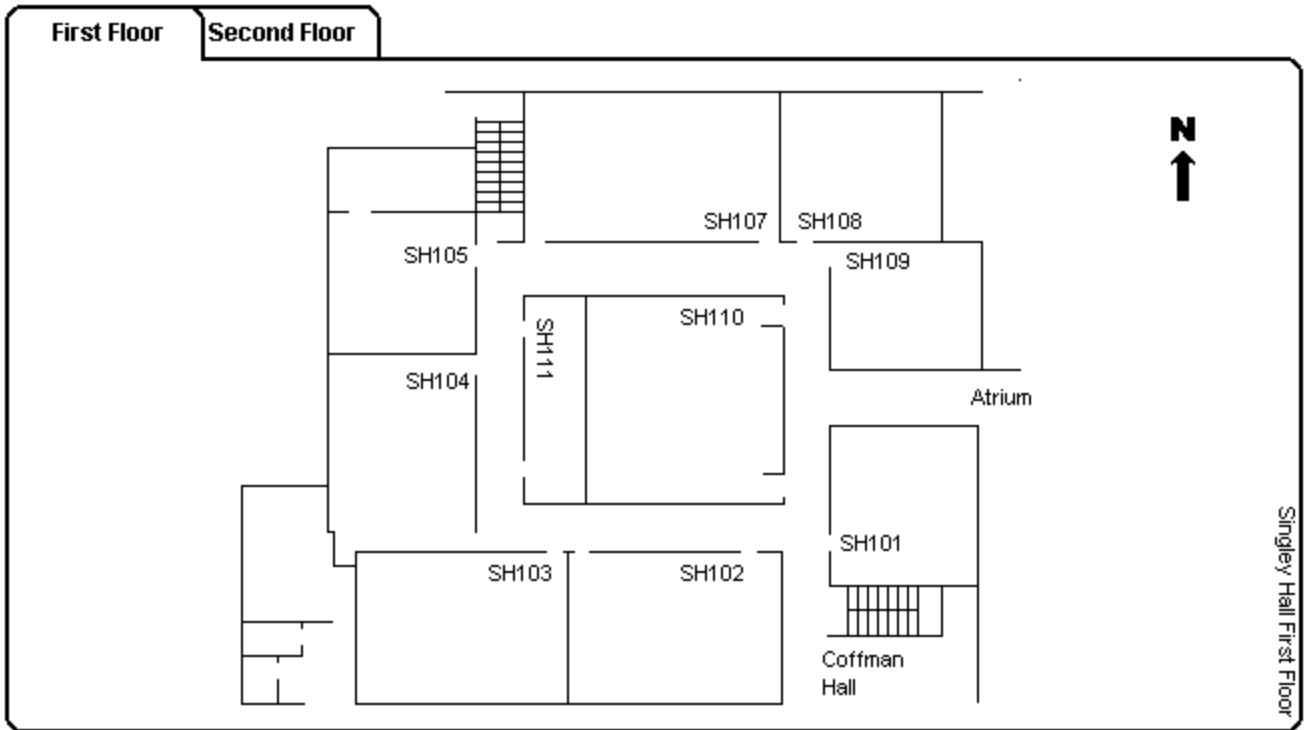 First Floor
Second Floor
N
SH107
SH108
SH105
SH109
SH110
SH111
SH104
Atrium
SH101
SH103
SH102
Coffman
Hall
Singley Hall First Floor